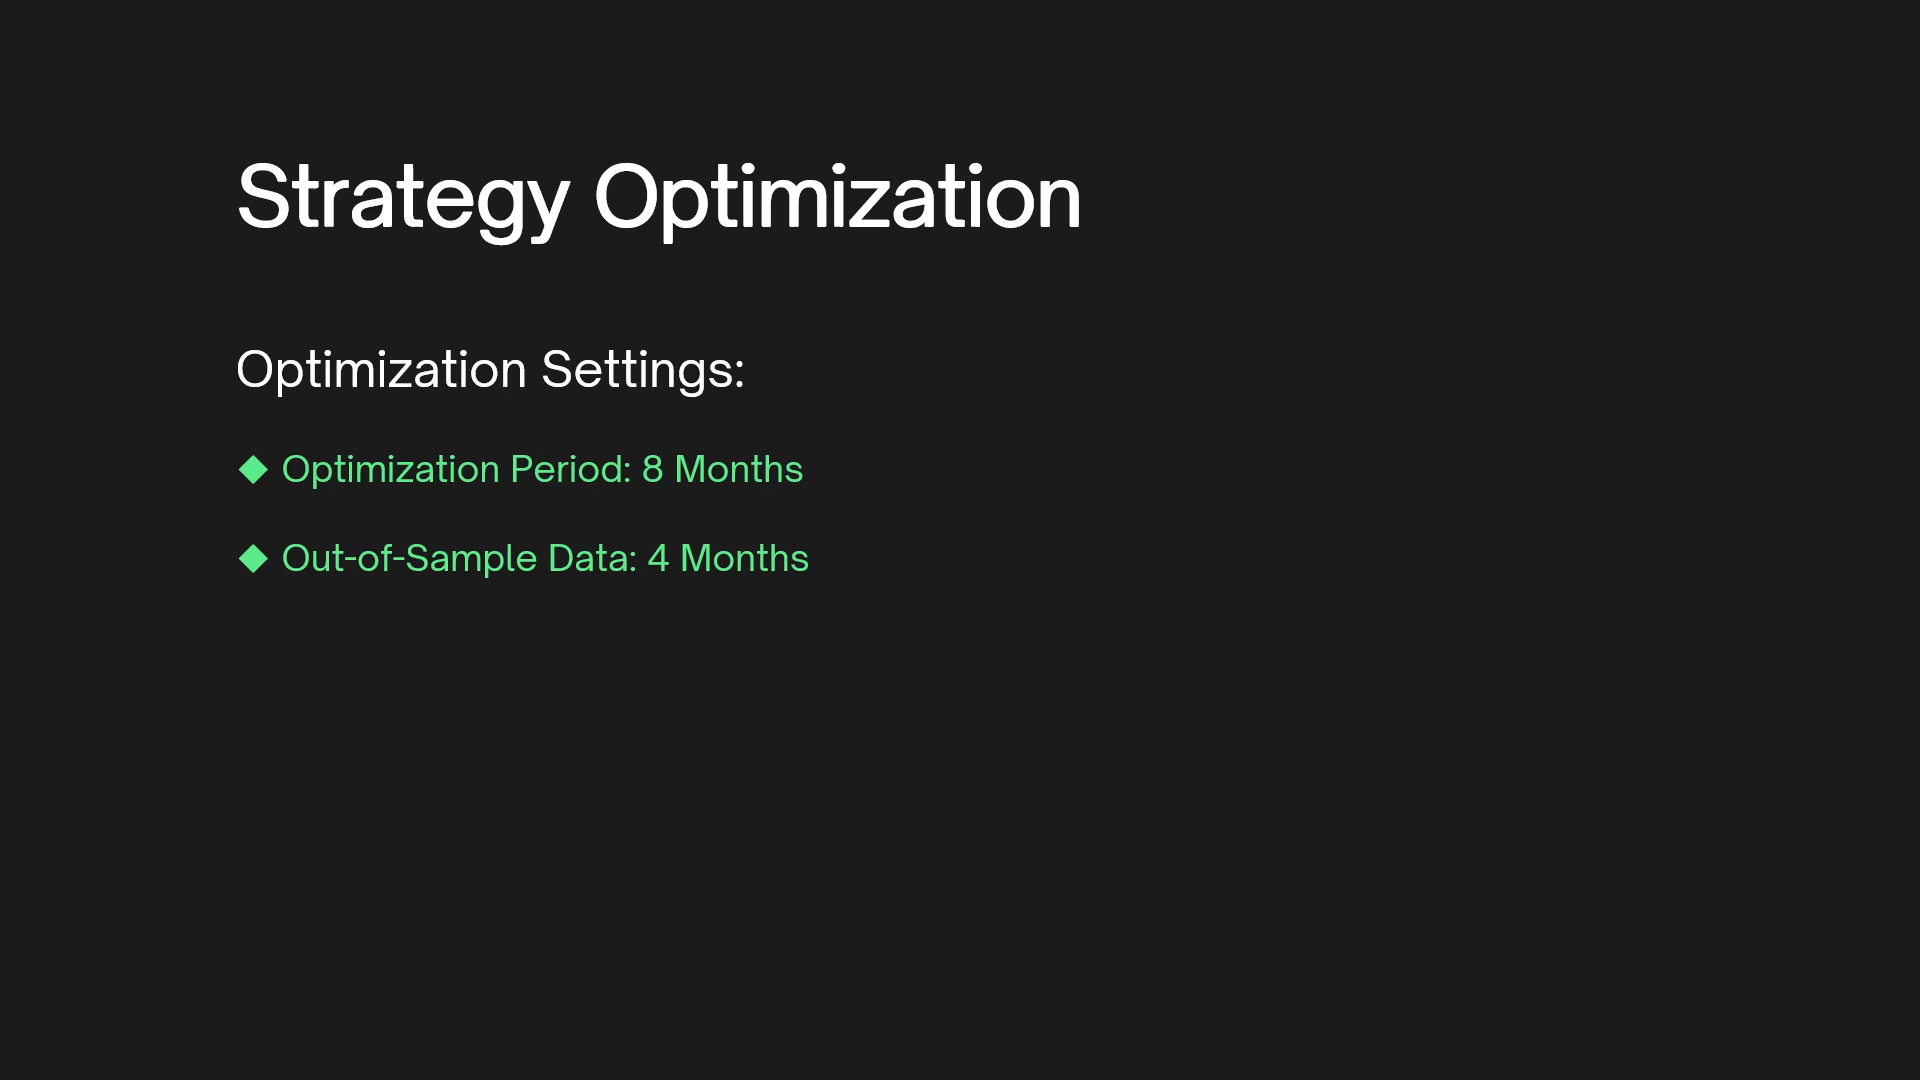 Strategy Optimization
Optimization Settings:
◆ Optimization Period: 8 Months
◆ Out-of-Sample Data: 4 Months